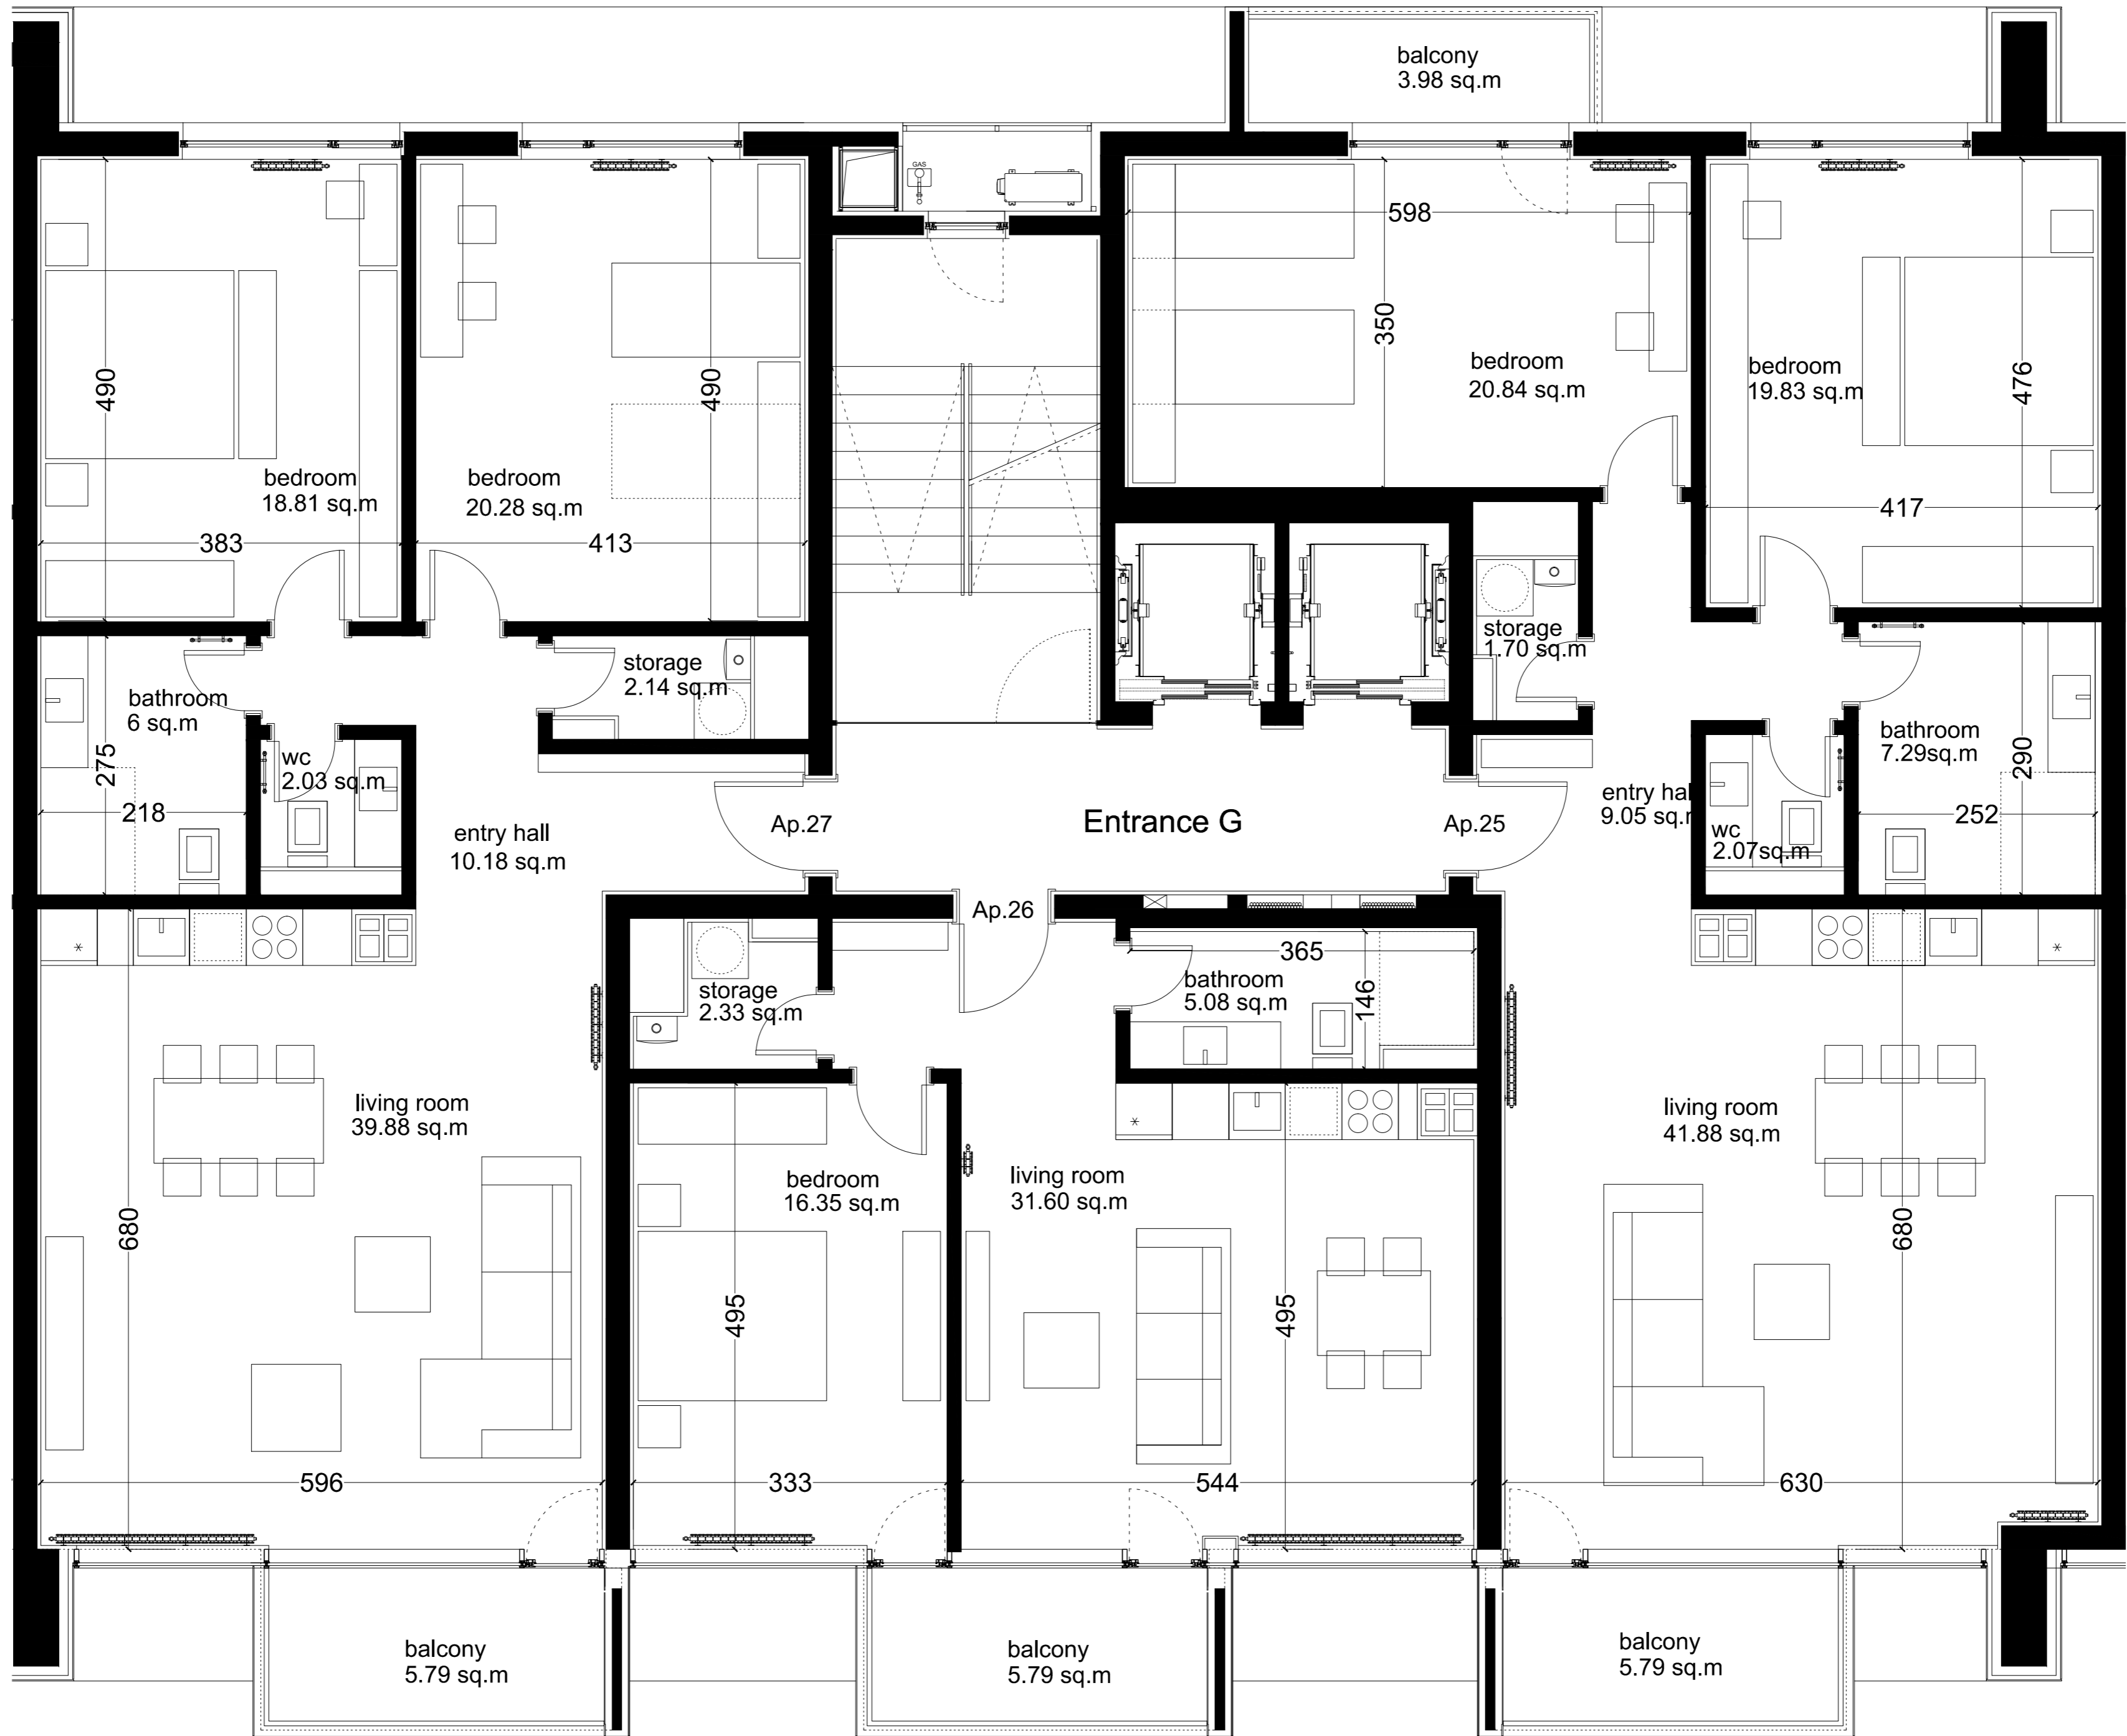 balcony
3.98 sq.m
GAS
598
350
bedroom
20.84 sq.m
bedroom
19.83 sq.m
476
417
490
bedroom
18.81 sq.m
383
490
bedroom
20.28 sq.m
413
storage
2.14 sq.m
bathroom
6 sq.m
275
218
wc
2.03 sq.m
entry hall
10.18 sq.m
Ap.27
Entrance G
Ap.25
Ap.26
storage
1.70 sq.m
entry hal
9.05 sq.
wc
2.07sq.m
bathroom
7.29sq.m
290
252
storage
2.33 sq.m
365
bathroom
5.08 sq.m
146
living room
39.88 sq.m
680
596
bedroom
16.35 sq.m
495
333
living room
31.60 sq.m
495
544
living room
41.88 sq.m
680
630
balcony
5.79 sq.m
balcony
5.79 sq.m
balcony
5.79 sq.m